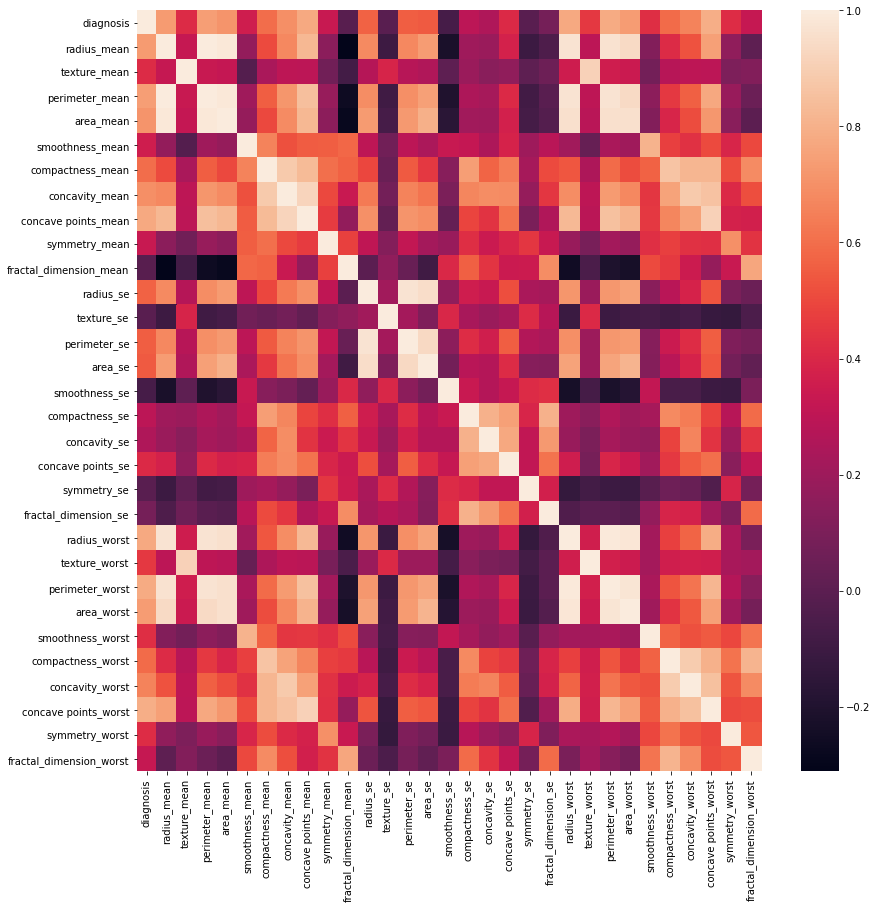 diagnosis
radius_mean
texture_mean
perimeter_mean
area_mean
smoothness_mean
compactness_mean
concavity_mean
concave points_mean
symmetry_mean
fractal_dimension_mean
radius_se
texture_se
perimeter_se
area_se
smoothness_se
compactness_se
concavity_se
concave points_se
symmetry_se
fractal_dimension_se
radius_worst
texture_worst
perimeter_worst
area_worst
smoothness_worst
compactness_worst
concavity_worst
concave points_worst
symmetry_worst
fractal_dimension_worst
diagnosis
radius_mean
texture_mean
perimeter_mean
area_mean
smoothness_mean
compactness_mean
concavity_mean
concave points_mean
symmetry_mean
fractal_dimension_mean
radius_se
texture_se
perimeter_se
area_se
smoothness_se
compactness_se
concavity_se
concave points_se
symmetry_se
fractal_dimension_se
radius_worst
texture_worst
perimeter_worst
area_worst
smoothness_worst
compactness_worst
concavity_worst
concave points_worst
symmetry_worst
fractal_dimension_worst
1.0
0.8
0.6
0.4
0.2
0.0
−0.2